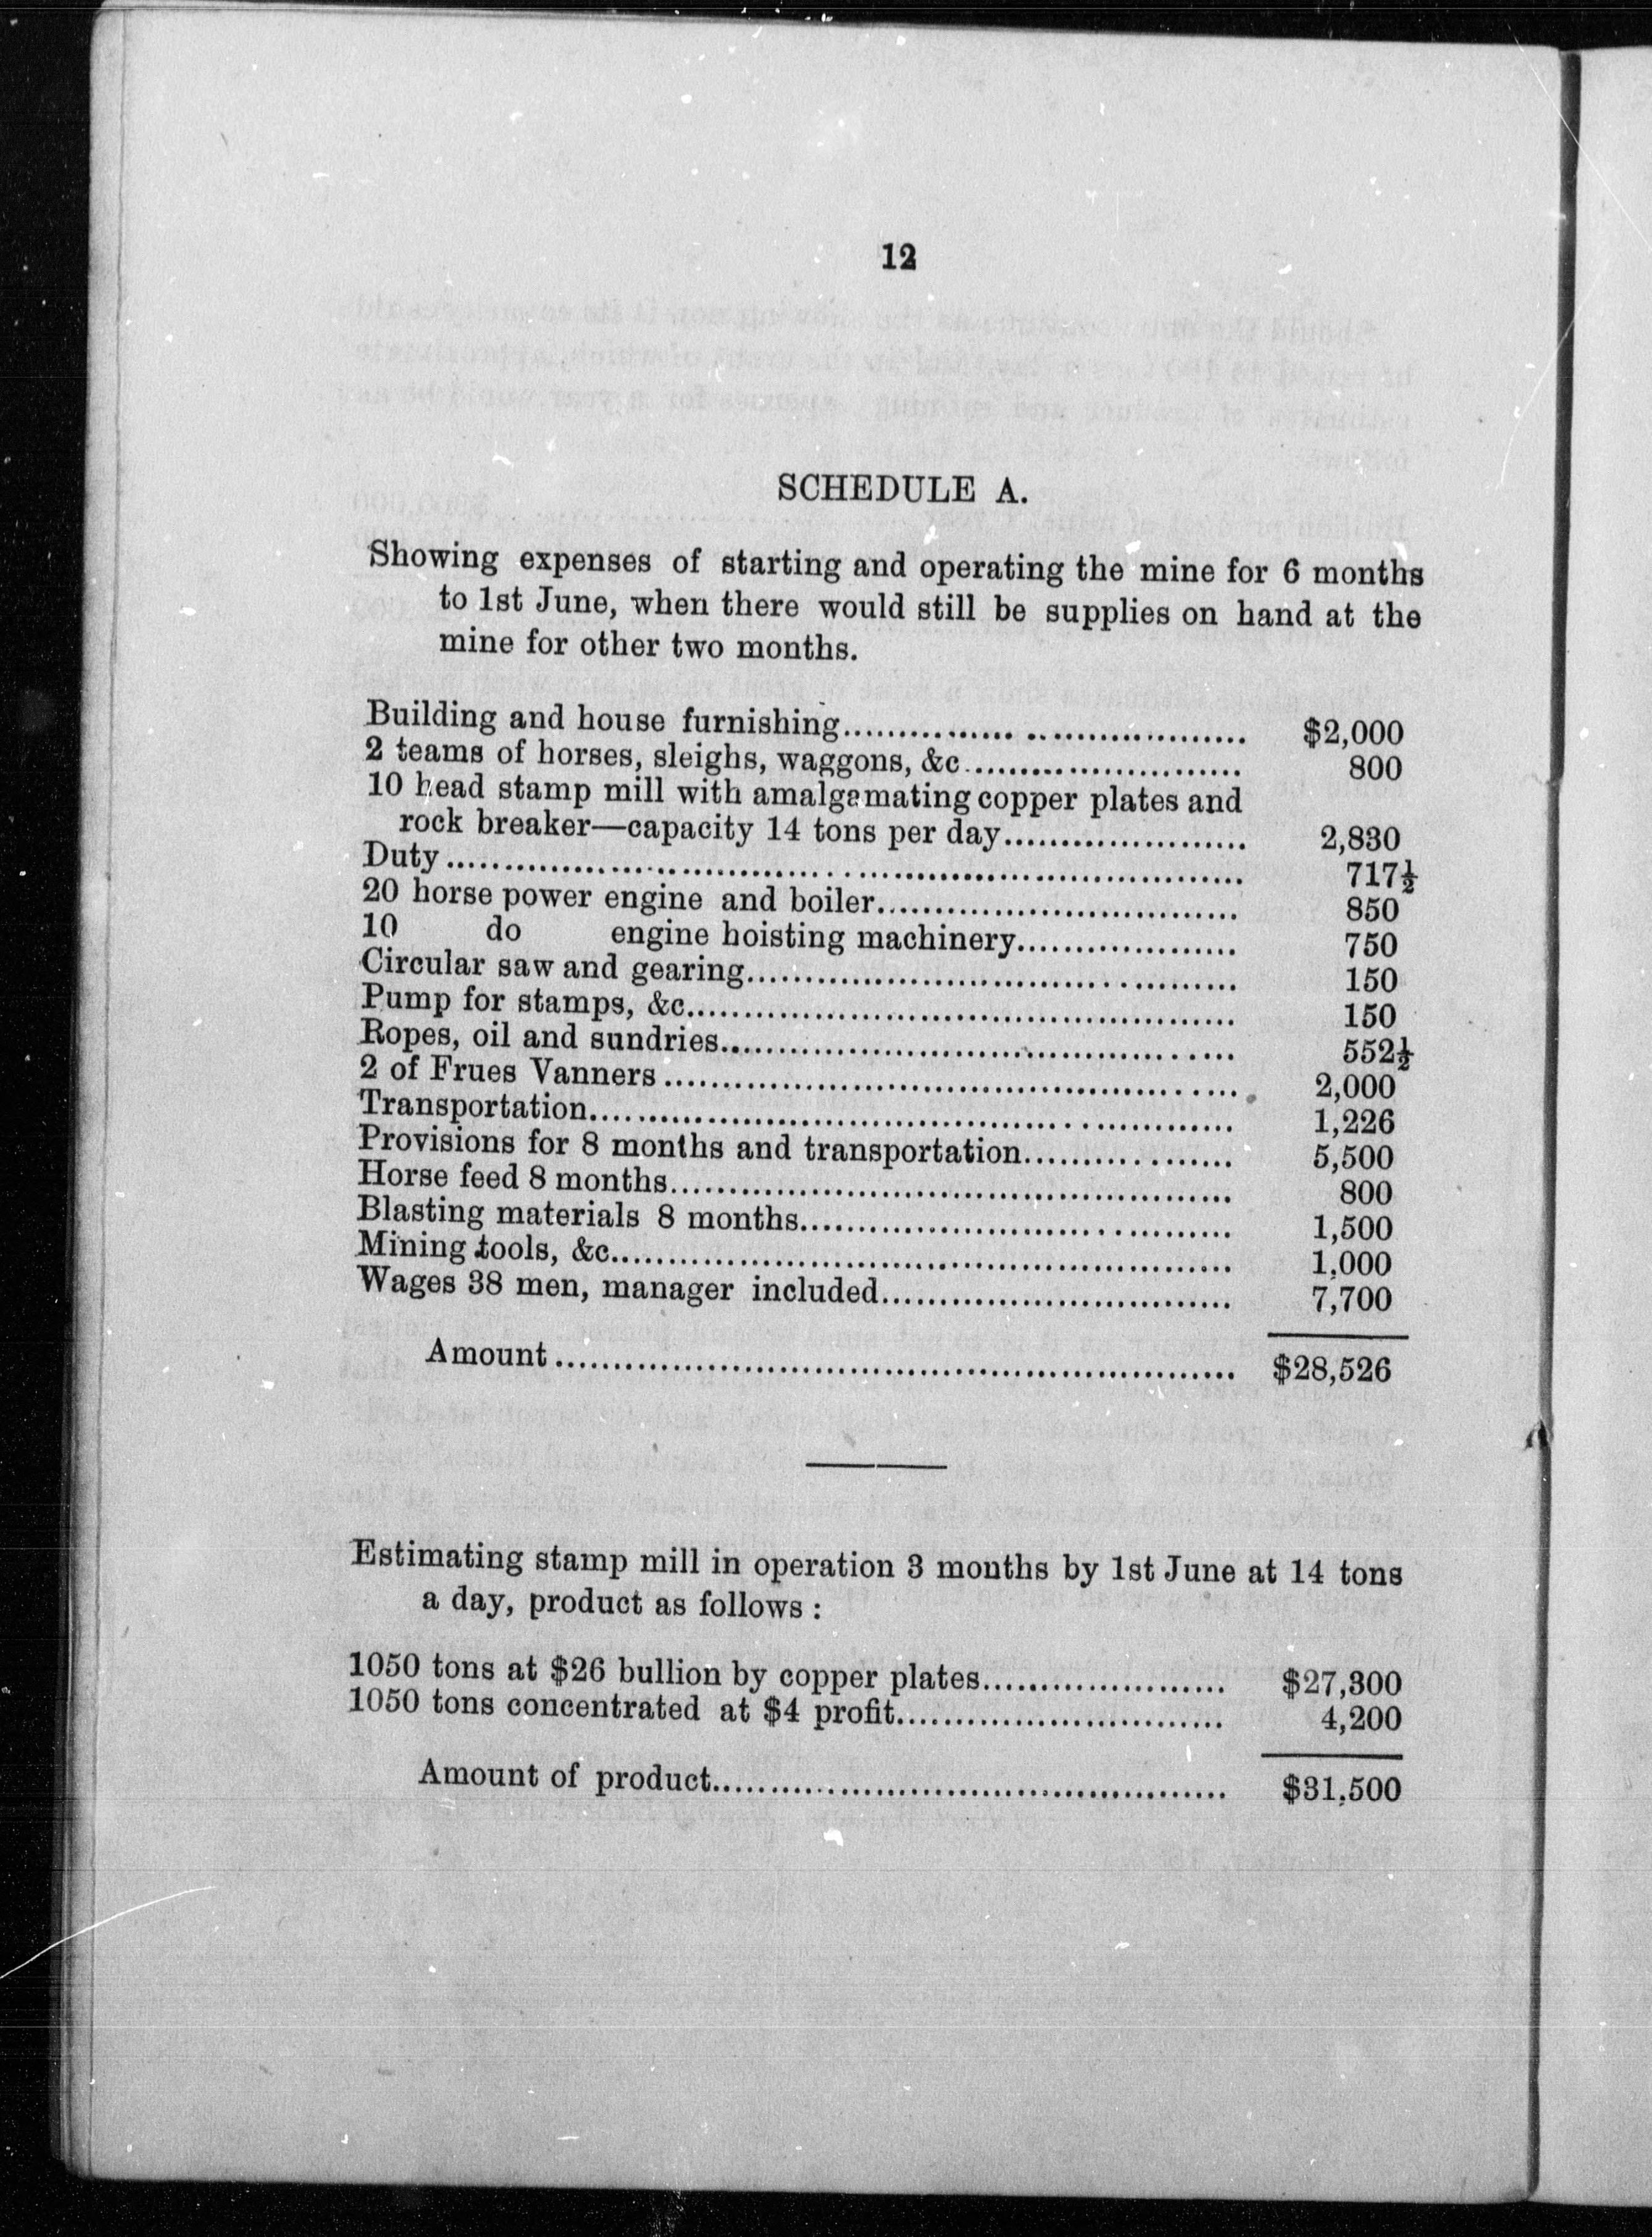 12
SCHEDULE A.
Showing expenses of starting and operating the mine for 6 months
to 1st June, when there would still be supplies on hand at the
mine for other two months.
Building and house furnishing.................................... $2,000
2 teams of horses, sleighs, waggons, &c......................... 800
10 head stamp mill with amalgamating copper plates and
rock breaker—capacity 14 tons per day..................... 2,830
Duty..................................................................... 717½
20 horse power engine and boiler............................... 850
10 do engine hoisting machinery................... 750
Circular saw and gearing.......................................... 150
Pump for stamps, &c............................................... 150
Ropes, oil and sundries............................................ 552½
2 of Frues Vanners.................................................. 2,000
Transportation........................................................ 1,226
Provisions for 8 months and transportation.................. 5,500
Horse feed 8 months................................................ 800
Blasting materials 8 months...................................... 1,500
Mining tools, &c..................................................... 1,000
Wages 38 men, manager included............................... 7,700
Amount........................................................... $28,526
Estimating stamp mill in operation 3 months by 1st June at 14 tons
a day, product as follows :
1050 tons at $26 bullion by copper plates..................... $27,300
1050 tons concentrated at $4 profit............................ 4,200
Amount of product............................................ $31,500